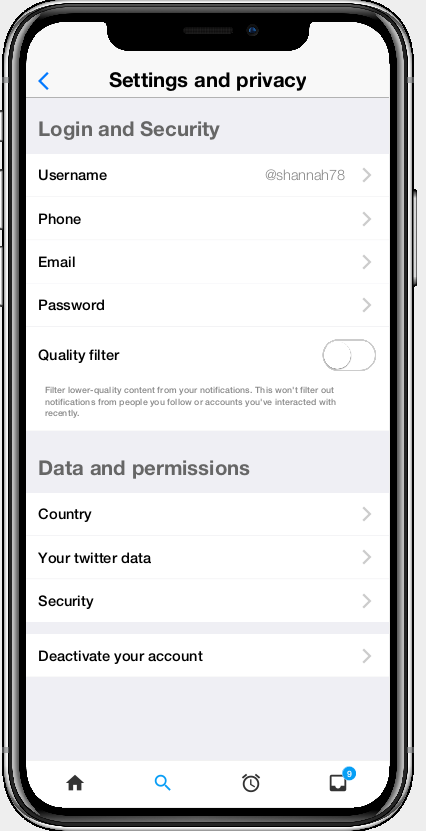 Settings and privacy
Login and Security
Username @shannah78
Phone
Email
Password
Quality filter
Filter lower-quality content from your notifications. This won't filter out
notifications from people you follow or accounts you've interacted with
recently.
Data and permissions
Country
Your twitter data
Security
Deactivate your account
9